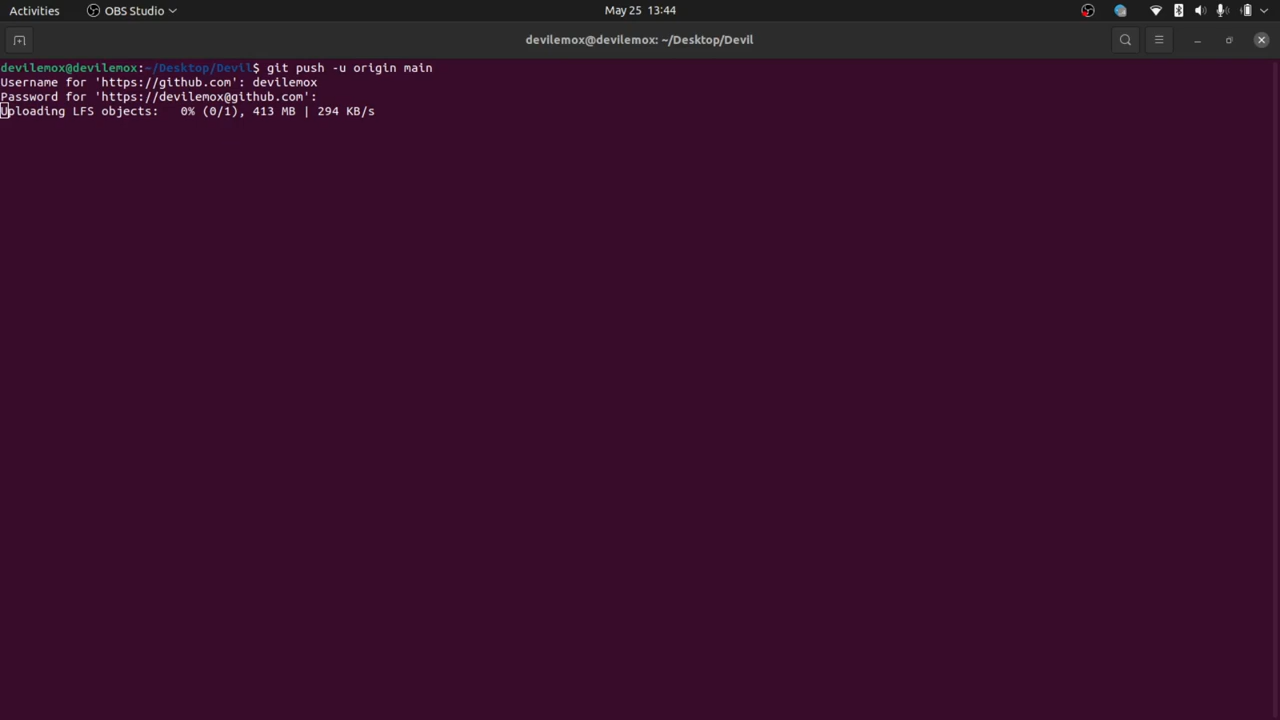 Activities OBS Studio May 25 13:44
devilemox@devilemox: ~/Desktop/Devil
devilemox@devilemox:~/Desktop/Devil$ git push -u origin main
Username for 'https://github.com': devilemox
Password for 'https://devilemox@github.com':
Uploading LFS objects:   0% (0/1), 413 MB | 294 KB/s